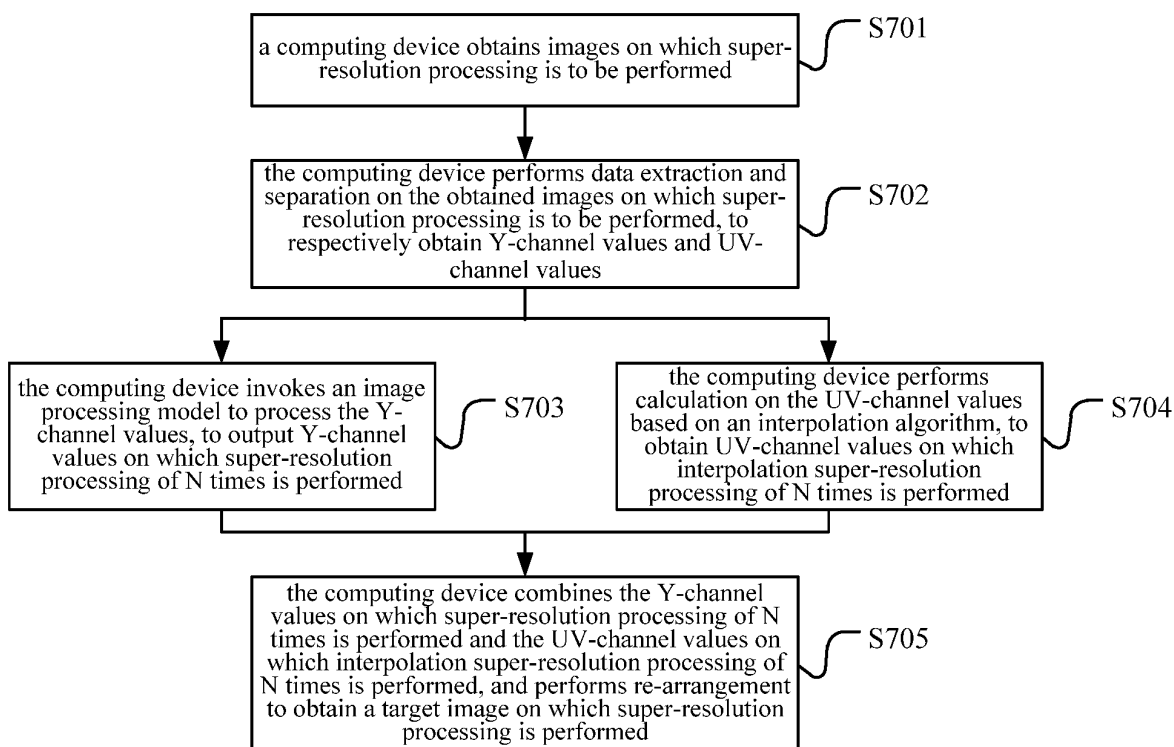 a computing device obtains images on which super-
resolution processing is to be performed
S701
the computing device performs data extraction and
separation on the obtained images on which super-
resolution processing is to be performed, to
respectively obtain Y-channel values and UV-
channel values
S702
the computing device invokes an image
processing model to process the Y-
channel values, to output Y-channel
values on which super-resolution
processing of N times is performed
S703
the computing device performs
calculation on the UV-channel values
based on an interpolation algorithm, to
obtain UV-channel values on which
interpolation super-resolution
processing of N times is performed
S704
the computing device combines the Y-channel
values on which super-resolution processing of N
times is performed and the UV-channel values on
which interpolation super-resolution processing of
N times is performed, and performs re-arrangement
to obtain a target image on which super-resolution
processing is performed
S705